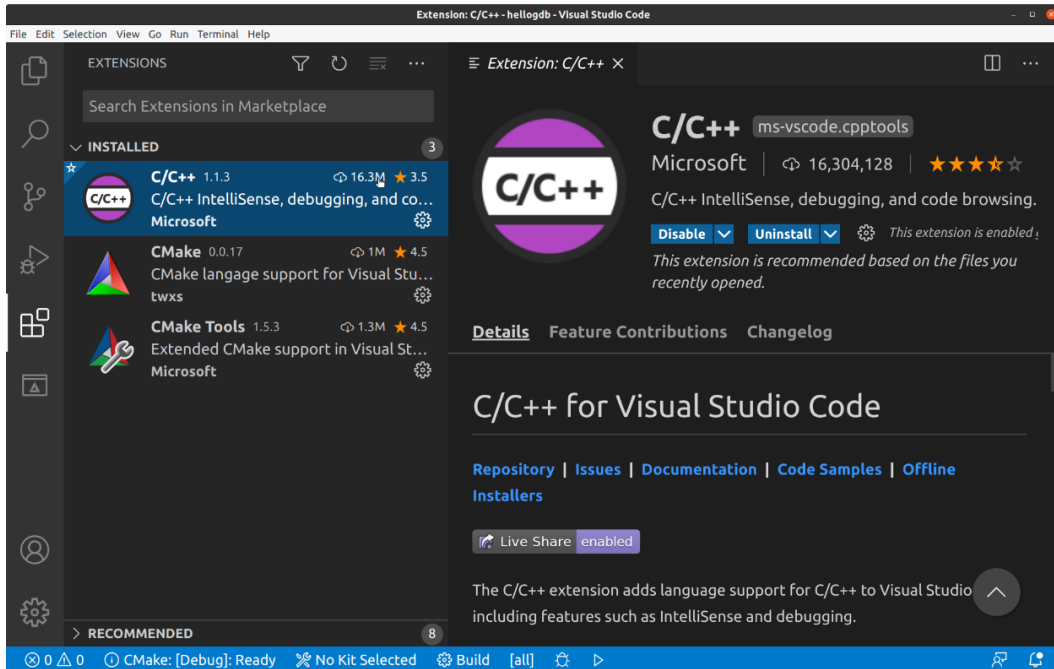 Extension: C/C++ - hellogdb - Visual Studio Code
File Edit Selection View Go Run Terminal Help
EXTENSIONS
Search Extensions in Marketplace
INSTALLED 3
C/C++ 1.1.3 16.3M 3.5
C/C++ IntelliSense, debugging, and co...
Microsoft
CMake 0.0.17 1M 4.5
CMake langage support for Visual Stu...
twxs
CMake Tools 1.5.3 1.3M 4.5
Extended CMake support in Visual St...
Microsoft
RECOMMENDED 8
Extension: C/C++
C/C++
C/C++ ms-vscode.cpptools
Microsoft | 16,304,128 |
C/C++ IntelliSense, debugging, and code browsing.
Disable Uninstall This extension is enabled
This extension is recommended based on the files you
recently opened.
Details Feature Contributions Changelog
C/C++ for Visual Studio Code
Repository | Issues | Documentation | Code Samples | Offline
Installers
Live Share enabled
The C/C++ extension adds language support for C/C++ to Visual Studio
including features such as IntelliSense and debugging.
0 0 CMake: [Debug]: Ready No Kit Selected Build [all]